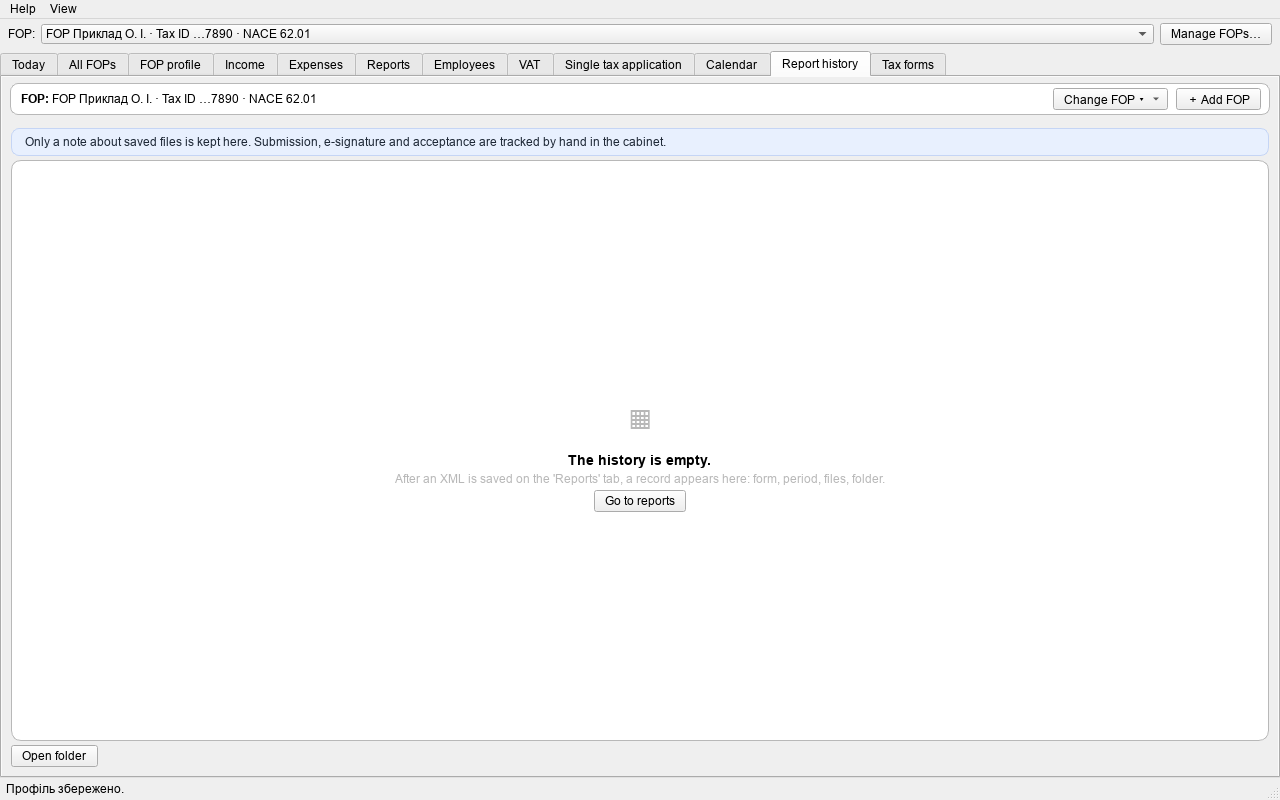 Help View
FOP: FOP Приклад О. І. · Tax ID …7890 · NACE 62.01 Manage FOPs…
Today All FOPs FOP profile Income Expenses Reports Employees VAT Single tax application Calendar Report history Tax forms
FOP: FOP Приклад О. І. · Tax ID …7890 · NACE 62.01 Change FOP + Add FOP
Only a note about saved files is kept here. Submission, e-signature and acceptance are tracked by hand in the cabinet.
The history is empty.
After an XML is saved on the 'Reports' tab, a record appears here: form, period, files, folder.
Go to reports
Open folder
Профіль збережено.